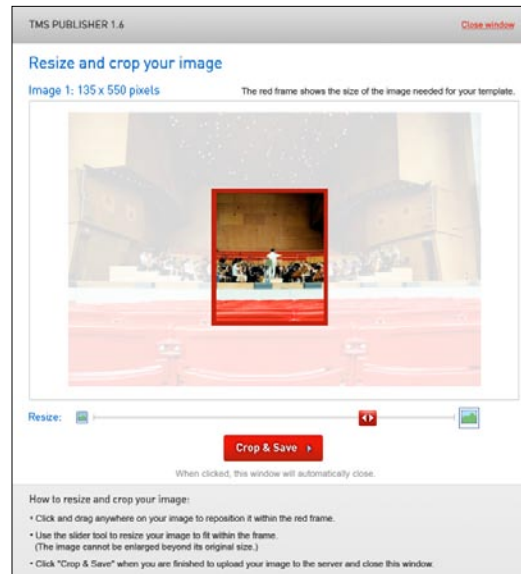 TMS PUBLISHER 1.6
Close window
Resize and crop your image
Image 1: 135 x 550 pixels
The red frame shows the size of the image needed for your template.
Resize:
Crop & Save
When clicked, this window will automatically close.
How to resize and crop your image:
• Click and drag anywhere on your image to reposition it within the red frame.
• Use the slider tool to resize your image to fit within the frame.
(The image cannot be enlarged beyond its original size.)
• Click "Crop & Save" when you are finished to upload your image to the server and close this window.